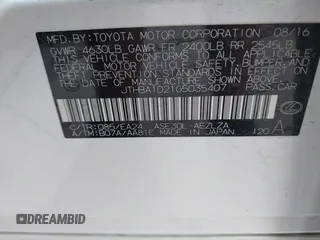 MFD.BY:TOYOTA MOTOR CORPORATION 08/16
GVWR 4630LB GAWR FR 2400LB RR 2545LB
THIS VEHICLE CONFORMS TO ALL APPLICABLE
FEDERAL MOTOR VEHICLE SAFETY, BUMPER, AND
THEFT PREVENTION STANDARDS IN EFFECT ON
THE DATE OF MANUFACTURE SHOWN ABOVE.
JTHBA1D21G5035407 PASS.CAR
C/TR:085/EA24 ASE30L-AEZLZA
A/TM:B07A/AA81E MADE IN JAPAN 120 A
DREAMBID
DREAMBID